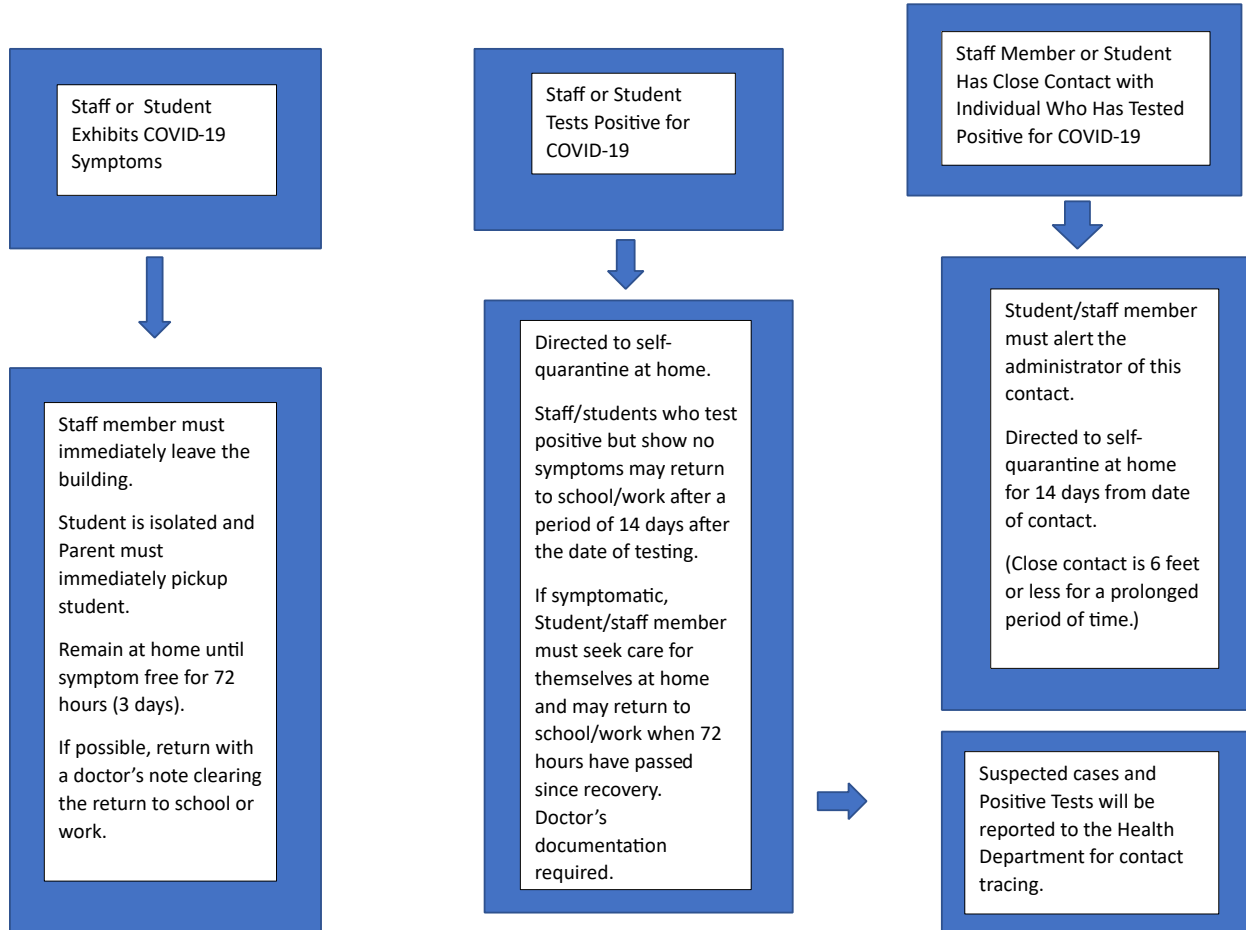 Staff or  Student
Exhibits COVID-19
Symptoms
Staff member must
immediately leave the
building.
Student is isolated and
Parent must
immediately pickup
student.
Remain at home until
symptom free for 72
hours (3 days).
If possible, return with
a doctor’s note clearing
the return to school or
work.
Staff or Student
Tests Positive for
COVID-19
Directed to self-
quarantine at home.
Staff/students who test
positive but show no
symptoms may return
to school/work after a
period of 14 days after
the date of testing.
If symptomatic,
Student/staff member
must seek care for
themselves at home
and may return to
school/work when 72
hours have passed
since recovery.
Doctor’s
documentation
required.
Staff Member or Student
Has Close Contact with
Individual Who Has Tested
Positive for COVID-19
Student/staff member
must alert the
administrator of this
contact.
Directed to self-
quarantine at home
for 14 days from date
of contact.
(Close contact is 6 feet
or less for a prolonged
period of time.)
Suspected cases and
Positive Tests will be
reported to the Health
Department for contact
tracing.